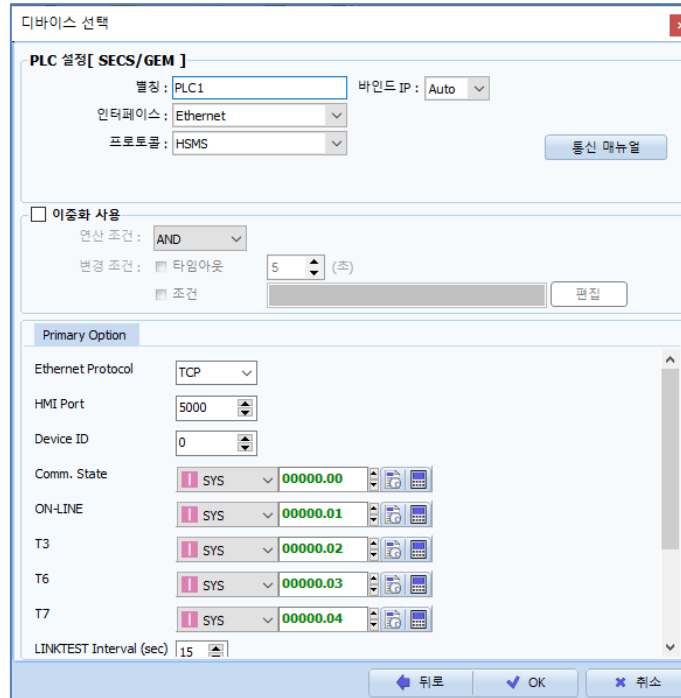 디바이스 선택
PLC 설정[ SECS/GEM ]
별칭 : PLC1 바인드 IP : Auto
인터페이스 : Ethernet
프로토콜 : HSMS
통신 매뉴얼
이중화 사용
연산 조건 : AND
변경 조건 : 타임아웃 5 (초)
조건 편집
Primary Option
Ethernet Protocol TCP
HMI Port 5000
Device ID 0
Comm. State SYS 00000.00
ON-LINE SYS 00000.01
T3 SYS 00000.02
T6 SYS 00000.03
T7 SYS 00000.04
LINKTEST Interval (sec) 15
뒤로 OK 취소